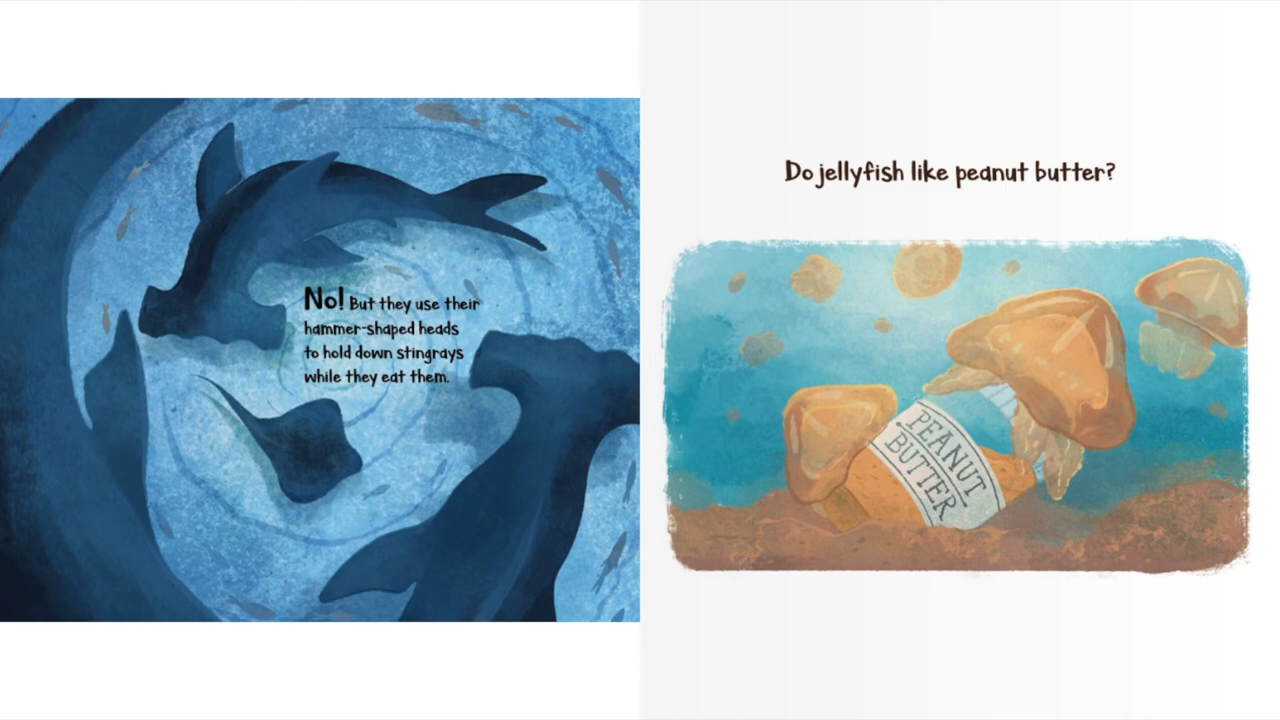 No! But they use their
hammer-shaped heads
to hold down stingrays
while they eat them.
Do jellyfish like peanut butter?
PEANUT
BUTTER